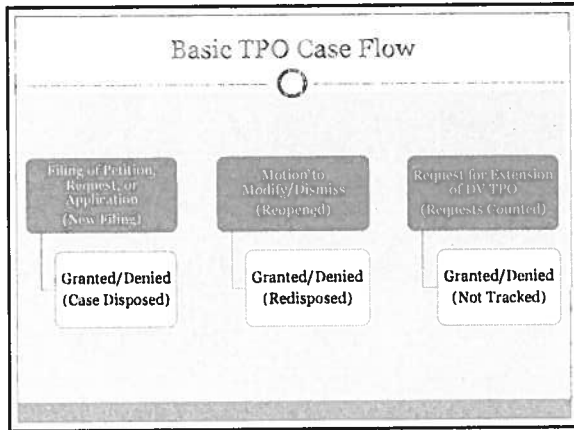 Basic TPO Case Flow
Filing of Petition,
Request, or
Application
(New Filing)
Granted/Denied
(Case Disposed)
Motion to
Modify/Dismiss
(Reopened)
Granted/Denied
(Redisposed)
Request for Extension
of DV TPO
(Requests Counted)
Granted/Denied
(Not Tracked)